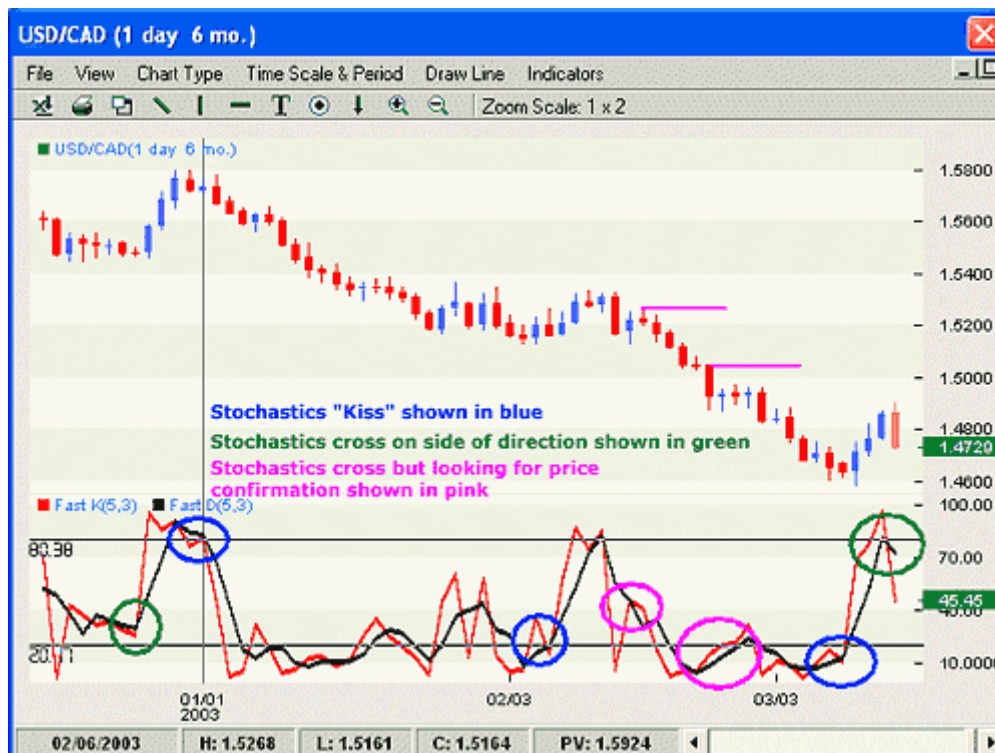 USD/CAD (1 day 6 mo.)
File View Chart Type Time Scale & Period Draw Line Indicators
T Zoom Scale: 1 x 2
USD/CAD(1 day 6 mo.)
1.5800
1.5600
1.5400
1.5200
1.5000
1.4800
1.4729
1.4600
Stochastics "Kiss" shown in blue
Stochastics cross on side of direction shown in green
Stochastics cross but looking for price
confirmation shown in pink
Fast K(5,3) Fast D(5,3)
100.00
80.38
70.00
45.45
40.00
10.0000
01/01
2003
02/03
03/03
02/06/2003 H: 1.5268 L: 1.5161 C: 1.5164 PV: 1.5924